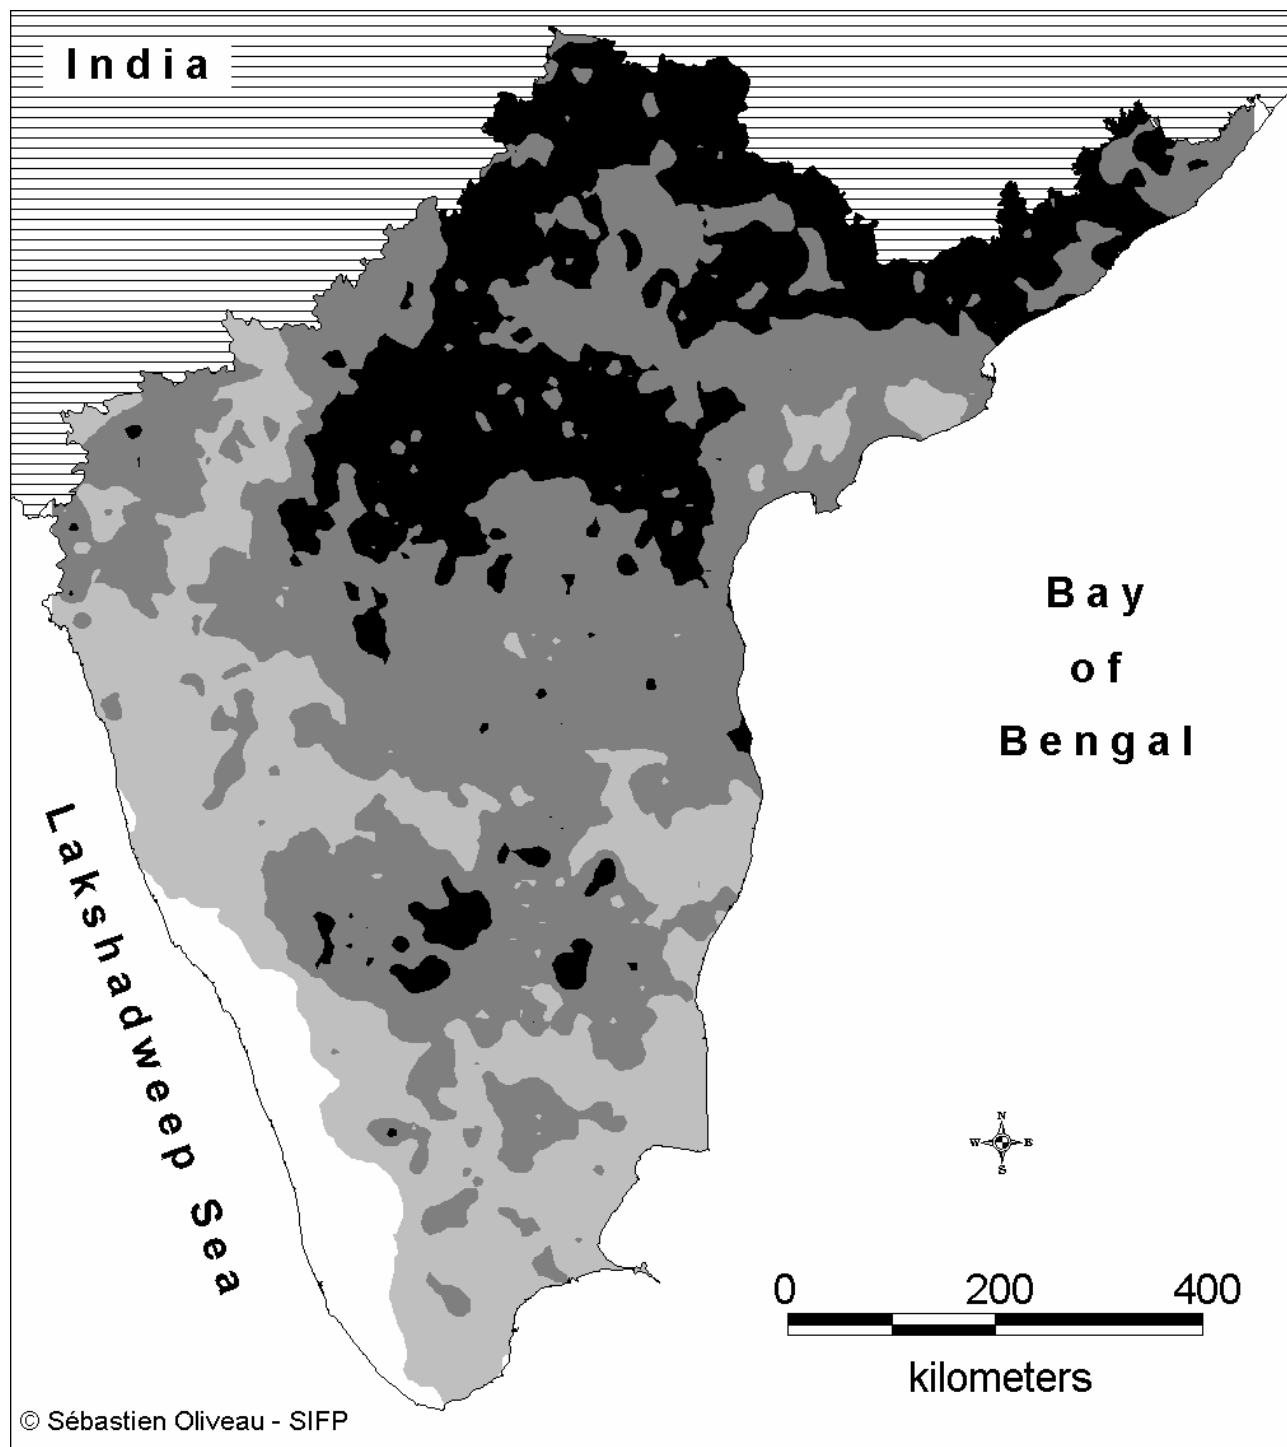 India
Bay
of
Bengal
Lakshadweep Sea
N
W E
S
0 200 400
kilometers
© Sébastien Oliveau - SIFP